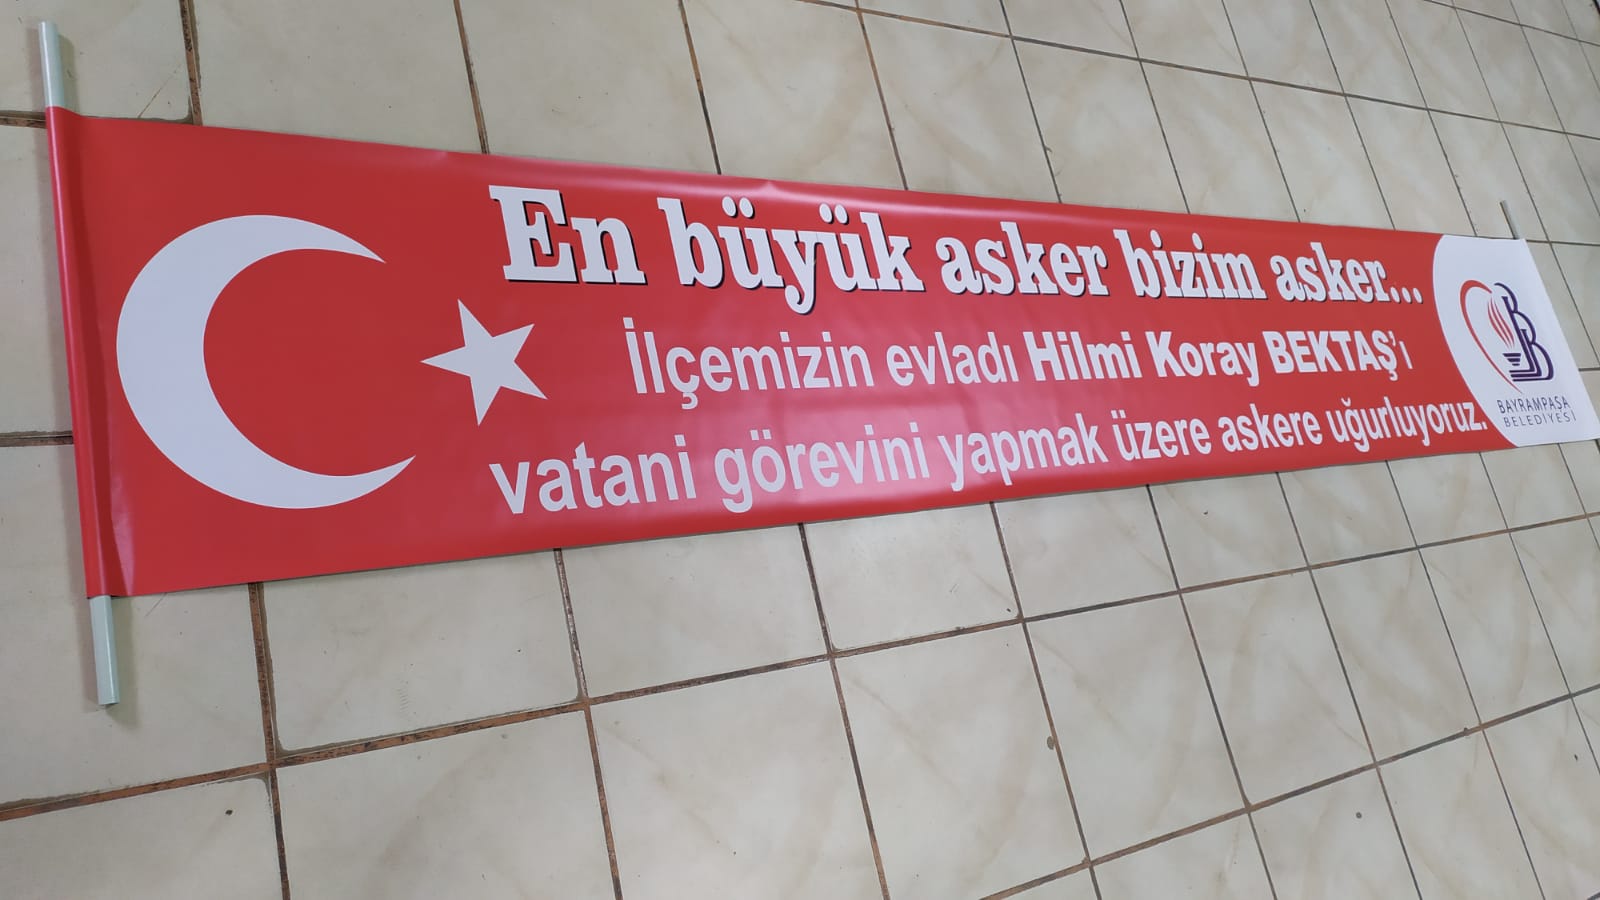 En büyük asker bizim asker...
İlçemizin evladı Hilmi Koray BEKTAŞ'ı
vatani görevini yapmak üzere askere uğurluyoruz.
BAYRAMPAŞA
BELEDİYESİ